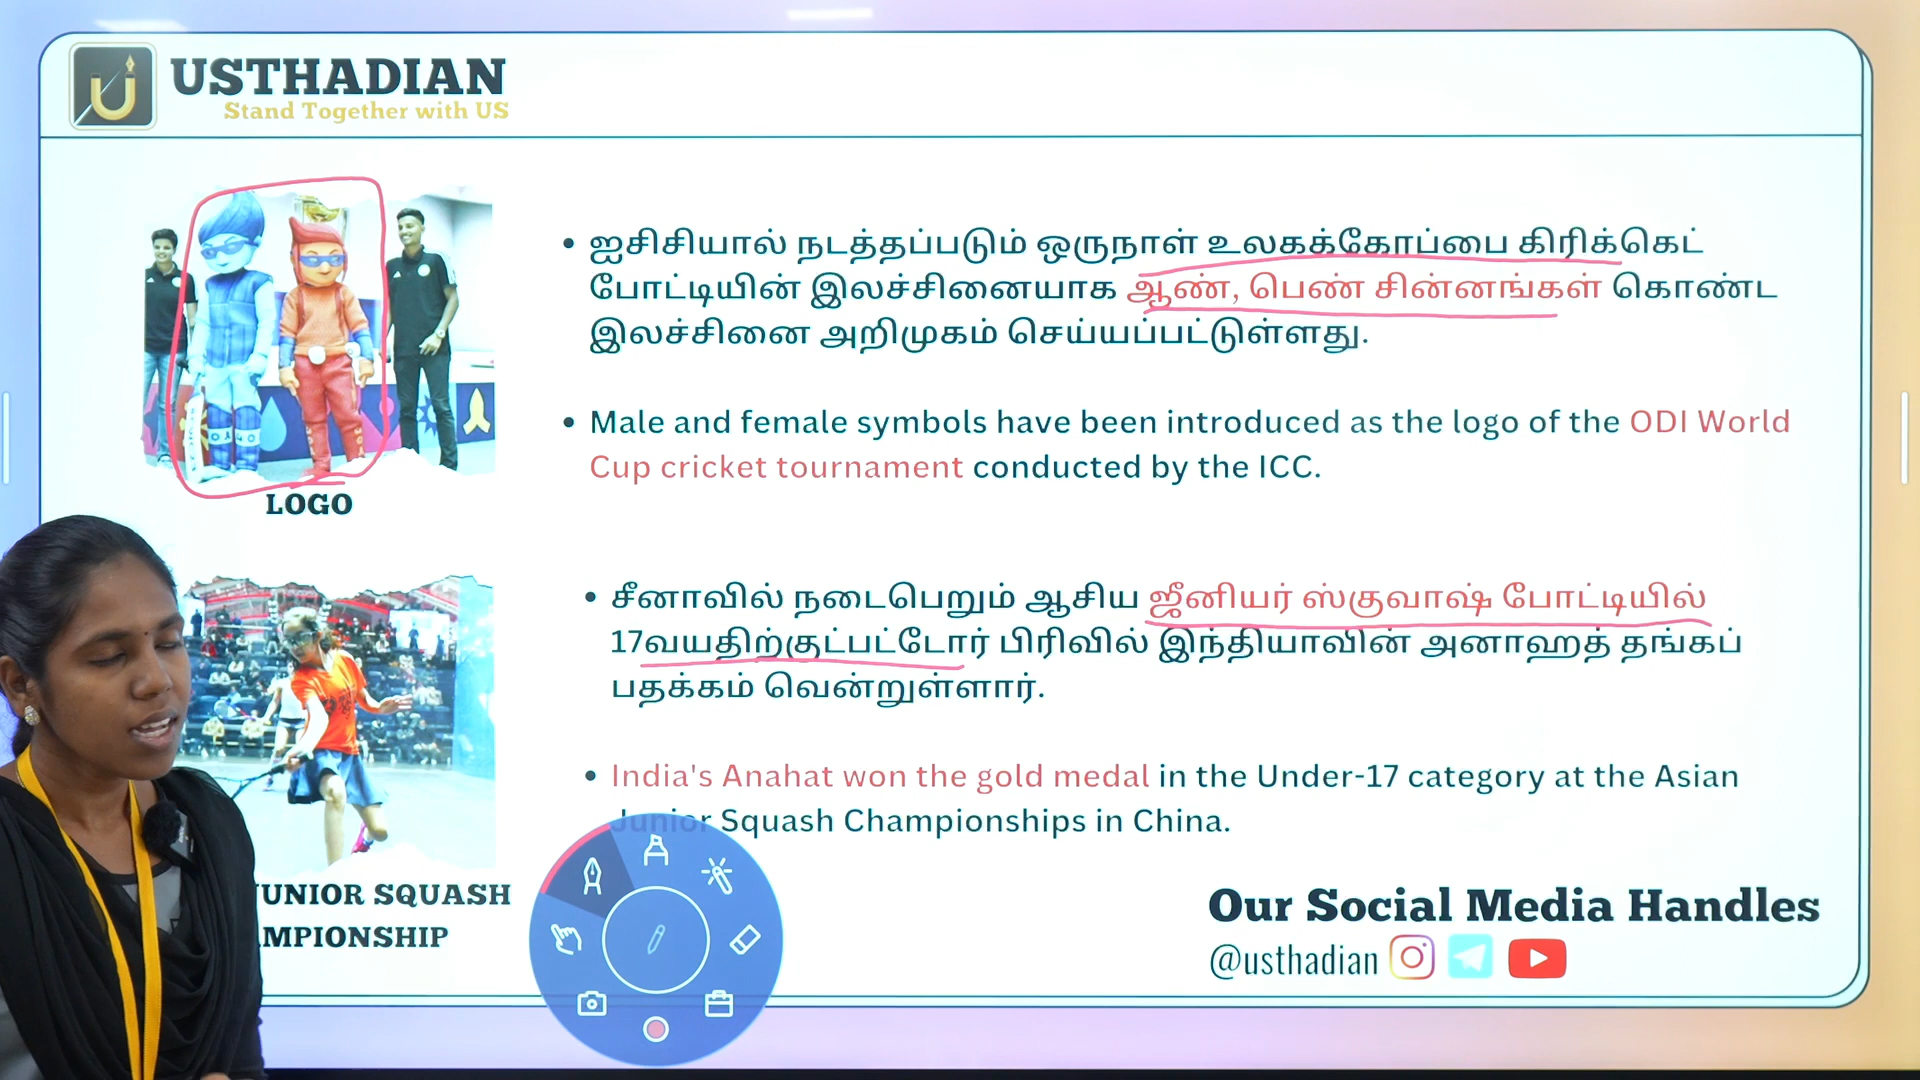 USTHADIAN
Stand Together with US
ஐசிசியால் நடத்தப்படும் ஒருநாள் உலகக்கோப்பை கிரிக்கெட்
போட்டியின் இலச்சினையாக ஆண், பெண் சின்னங்கள் கொண்ட
இலச்சினை அறிமுகம் செய்யப்பட்டுள்ளது.
Male and female symbols have been introduced as the logo of the ODI World
Cup cricket tournament conducted by the ICC.
LOGO
சீனாவில் நடைபெறும் ஆசிய ஜீனியர் ஸ்குவாஷ் போட்டியில்
17வயதிற்குட்பட்டோர் பிரிவில் இந்தியாவின் அனாஹத் தங்கப்
பதக்கம் வென்றுள்ளார்.
India's Anahat won the gold medal in the Under-17 category at the Asian
Junior Squash Championships in China.
UNIOR SQUASH
MPIONSHIP
Our Social Media Handles
@usthadian